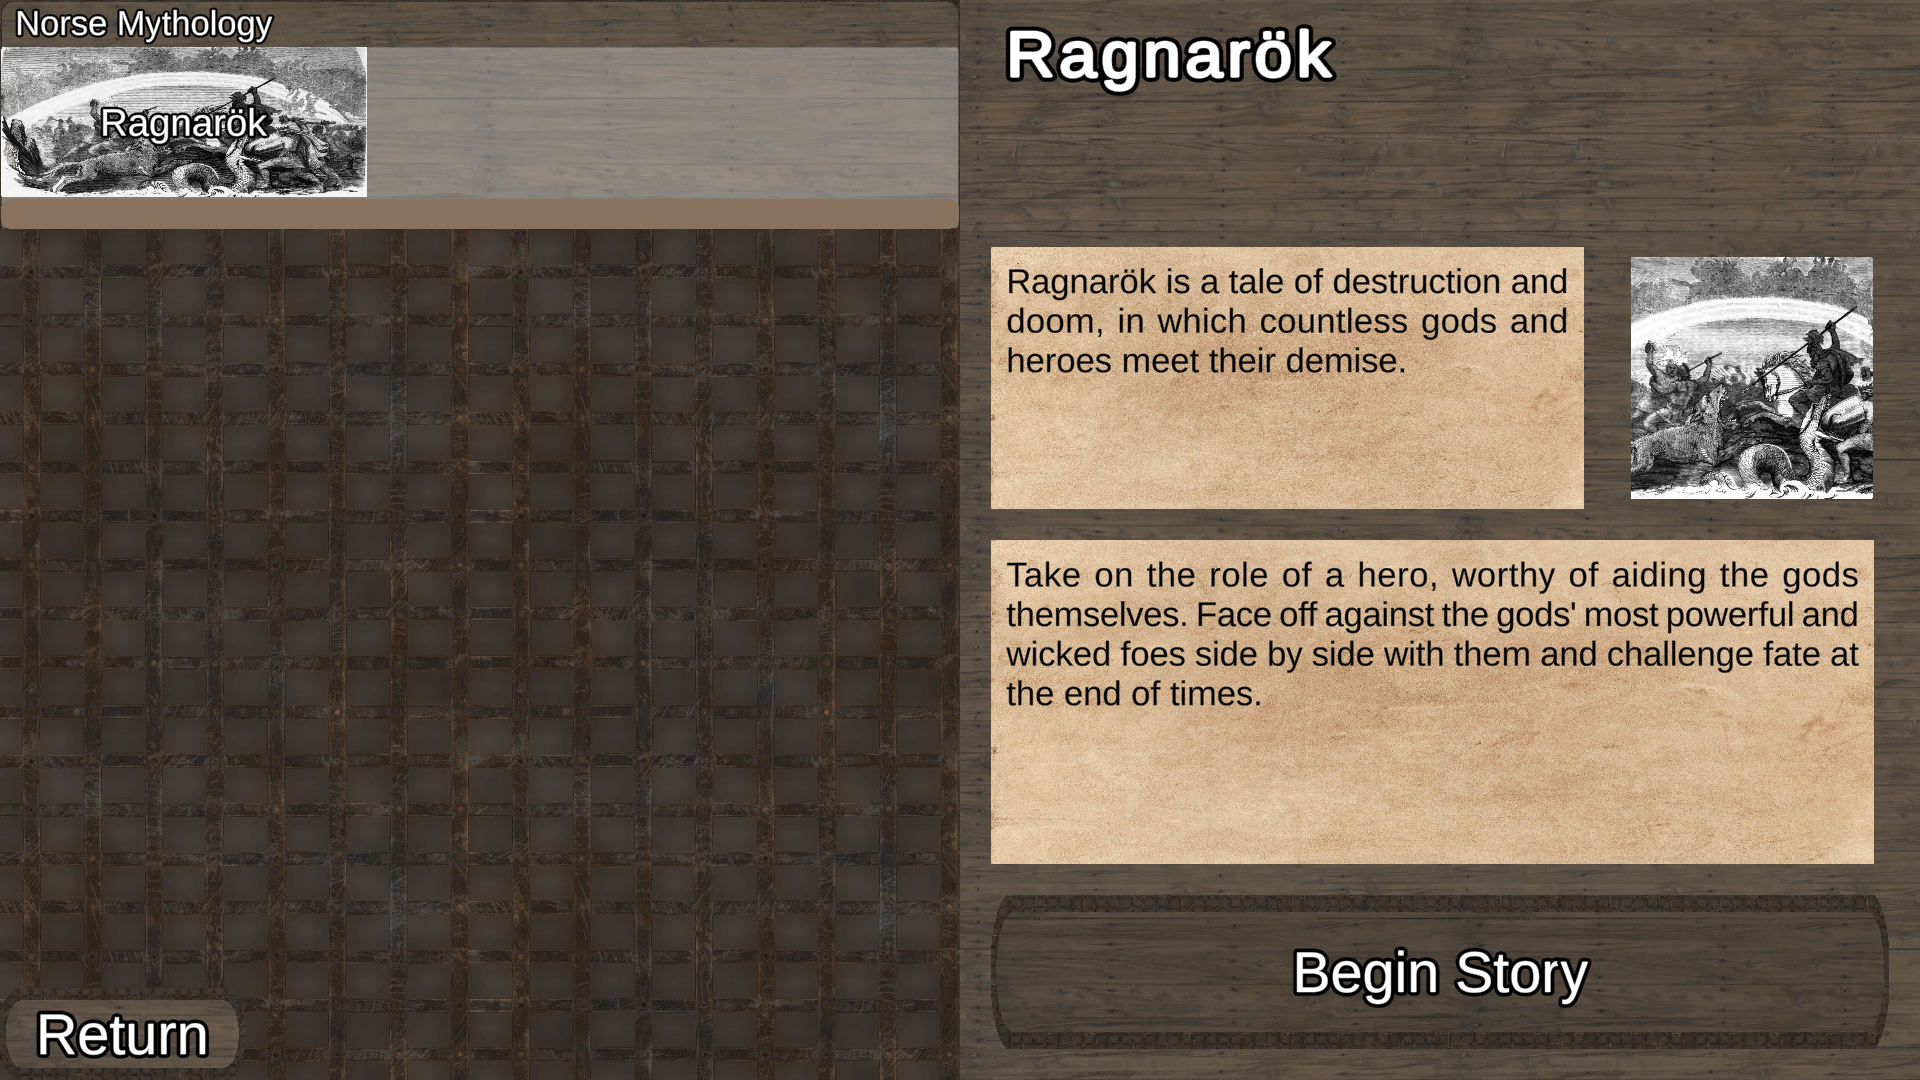 Norse Mythology
Ragnarök
Ragnarök
Ragnarök is a tale of destruction and
doom, in which countless gods and
heroes meet their demise.
Take on the role of a hero, worthy of aiding the gods
themselves. Face off against the gods' most powerful and
wicked foes side by side with them and challenge fate at
the end of times.
Begin Story
Return